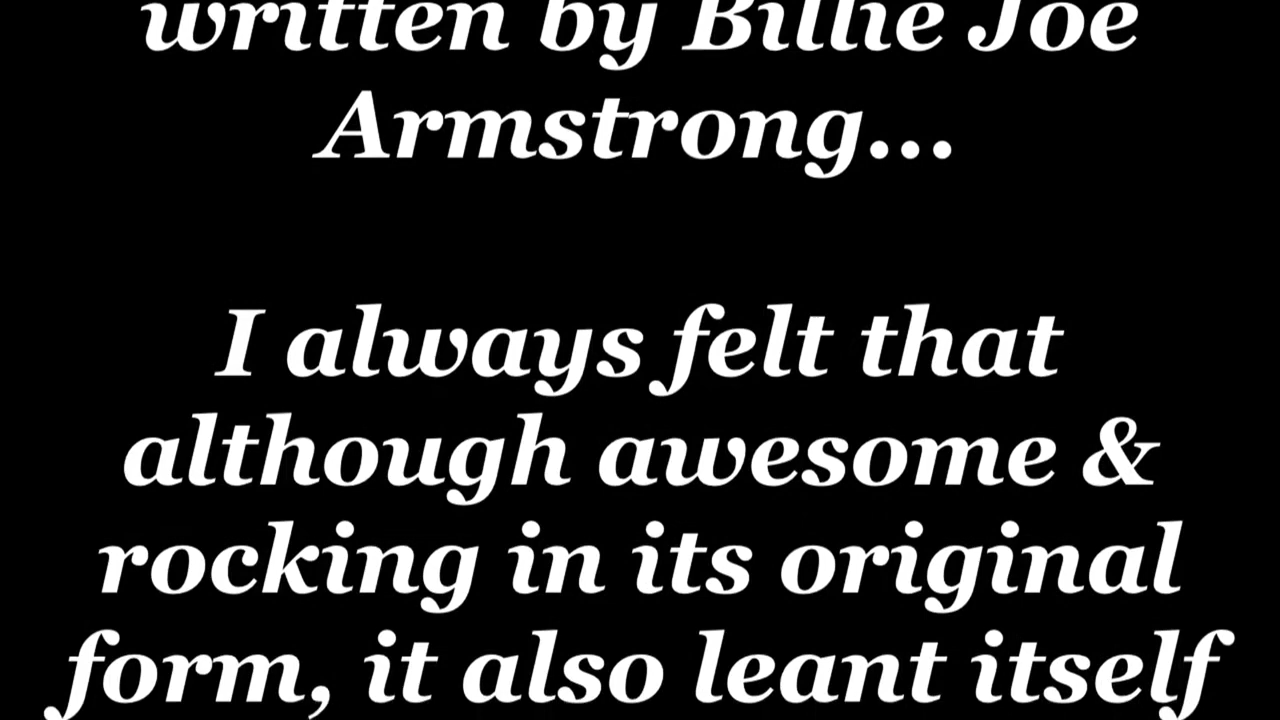 written by Billie Joe
Armstrong...
I always felt that
although awesome &
rocking in its original
form, it also leant itself